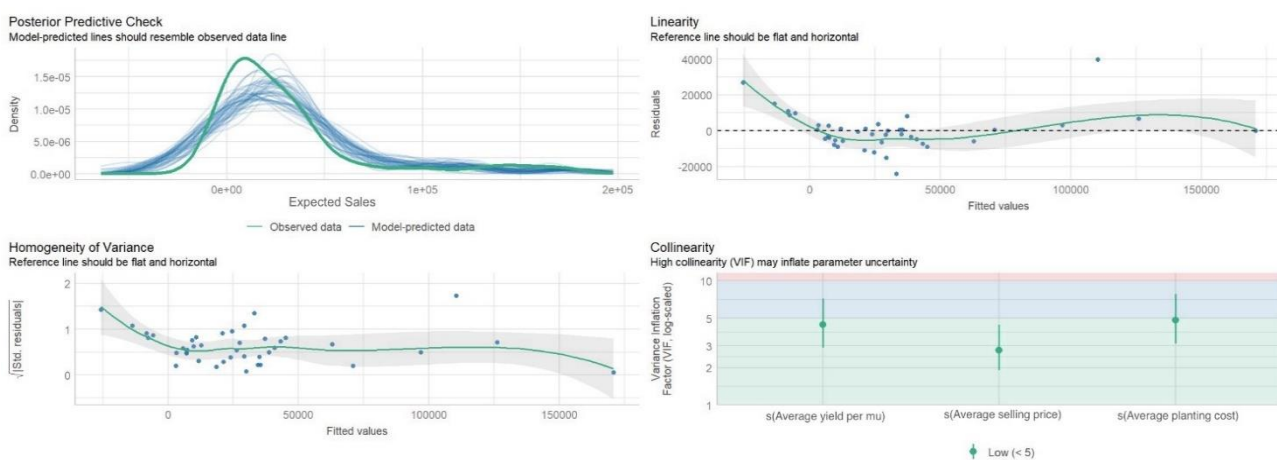 Posterior Predictive Check
Model-predicted lines should resemble observed data line
Density
1.5e-05
1.0e-05
5.0e-06
0.0e+00
0e+00
1e+05
2e+05
Expected Sales
Observed data
Model-predicted data
Linearity
Reference line should be flat and horizontal
Residuals
40000
20000
0
-20000
0
50000
100000
150000
Fitted values
Homogeneity of Variance
Reference line should be flat and horizontal
√|Std. residuals|
2
1
0
0
50000
100000
150000
Fitted values
Collinearity
High collinearity (VIF) may inflate parameter uncertainty
Variance Inflation
Factor (VIF, log-scaled)
10
5
3
2
1
s(Average yield per mu)
s(Average selling price)
s(Average planting cost)
Low (< 5)